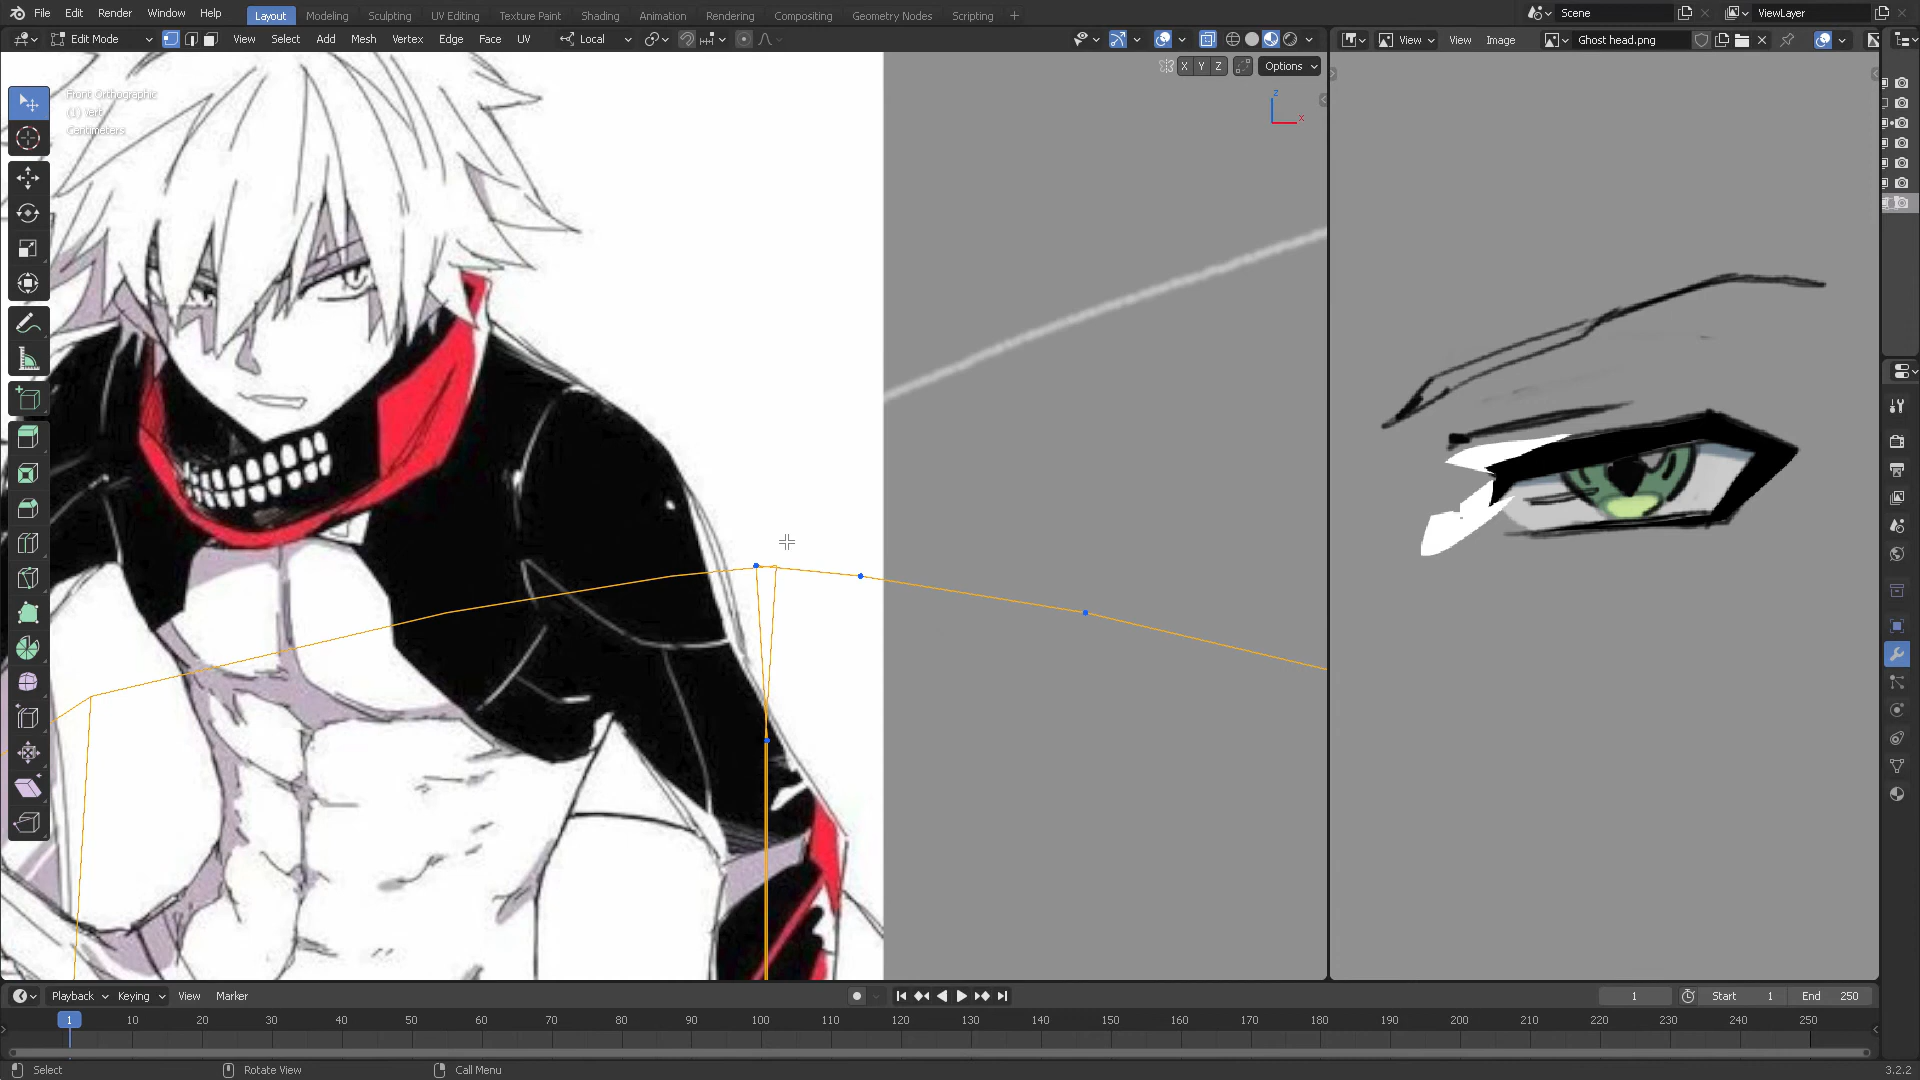 File Edit Render Window Help Layout Modeling Sculpting UV Editing Texture Paint Shading Animation Rendering Compositing Geometry Nodes Scripting + Scene ViewLayer
Edit Mode View Select Add Mesh Vertex Edge Face UV Local View View Image Ghost head.png
X Y Z Options
Front Orthographic
(1) Vert
Centimeters
z
x
Playback Keying View Marker 1 Start 1 End 250
1 10 20 30 40 50 60 70 80 90 100 110 120 130 140 150 160 170 180 190 200 210 220 230 240 250
Select Rotate View Call Menu 3.2.2